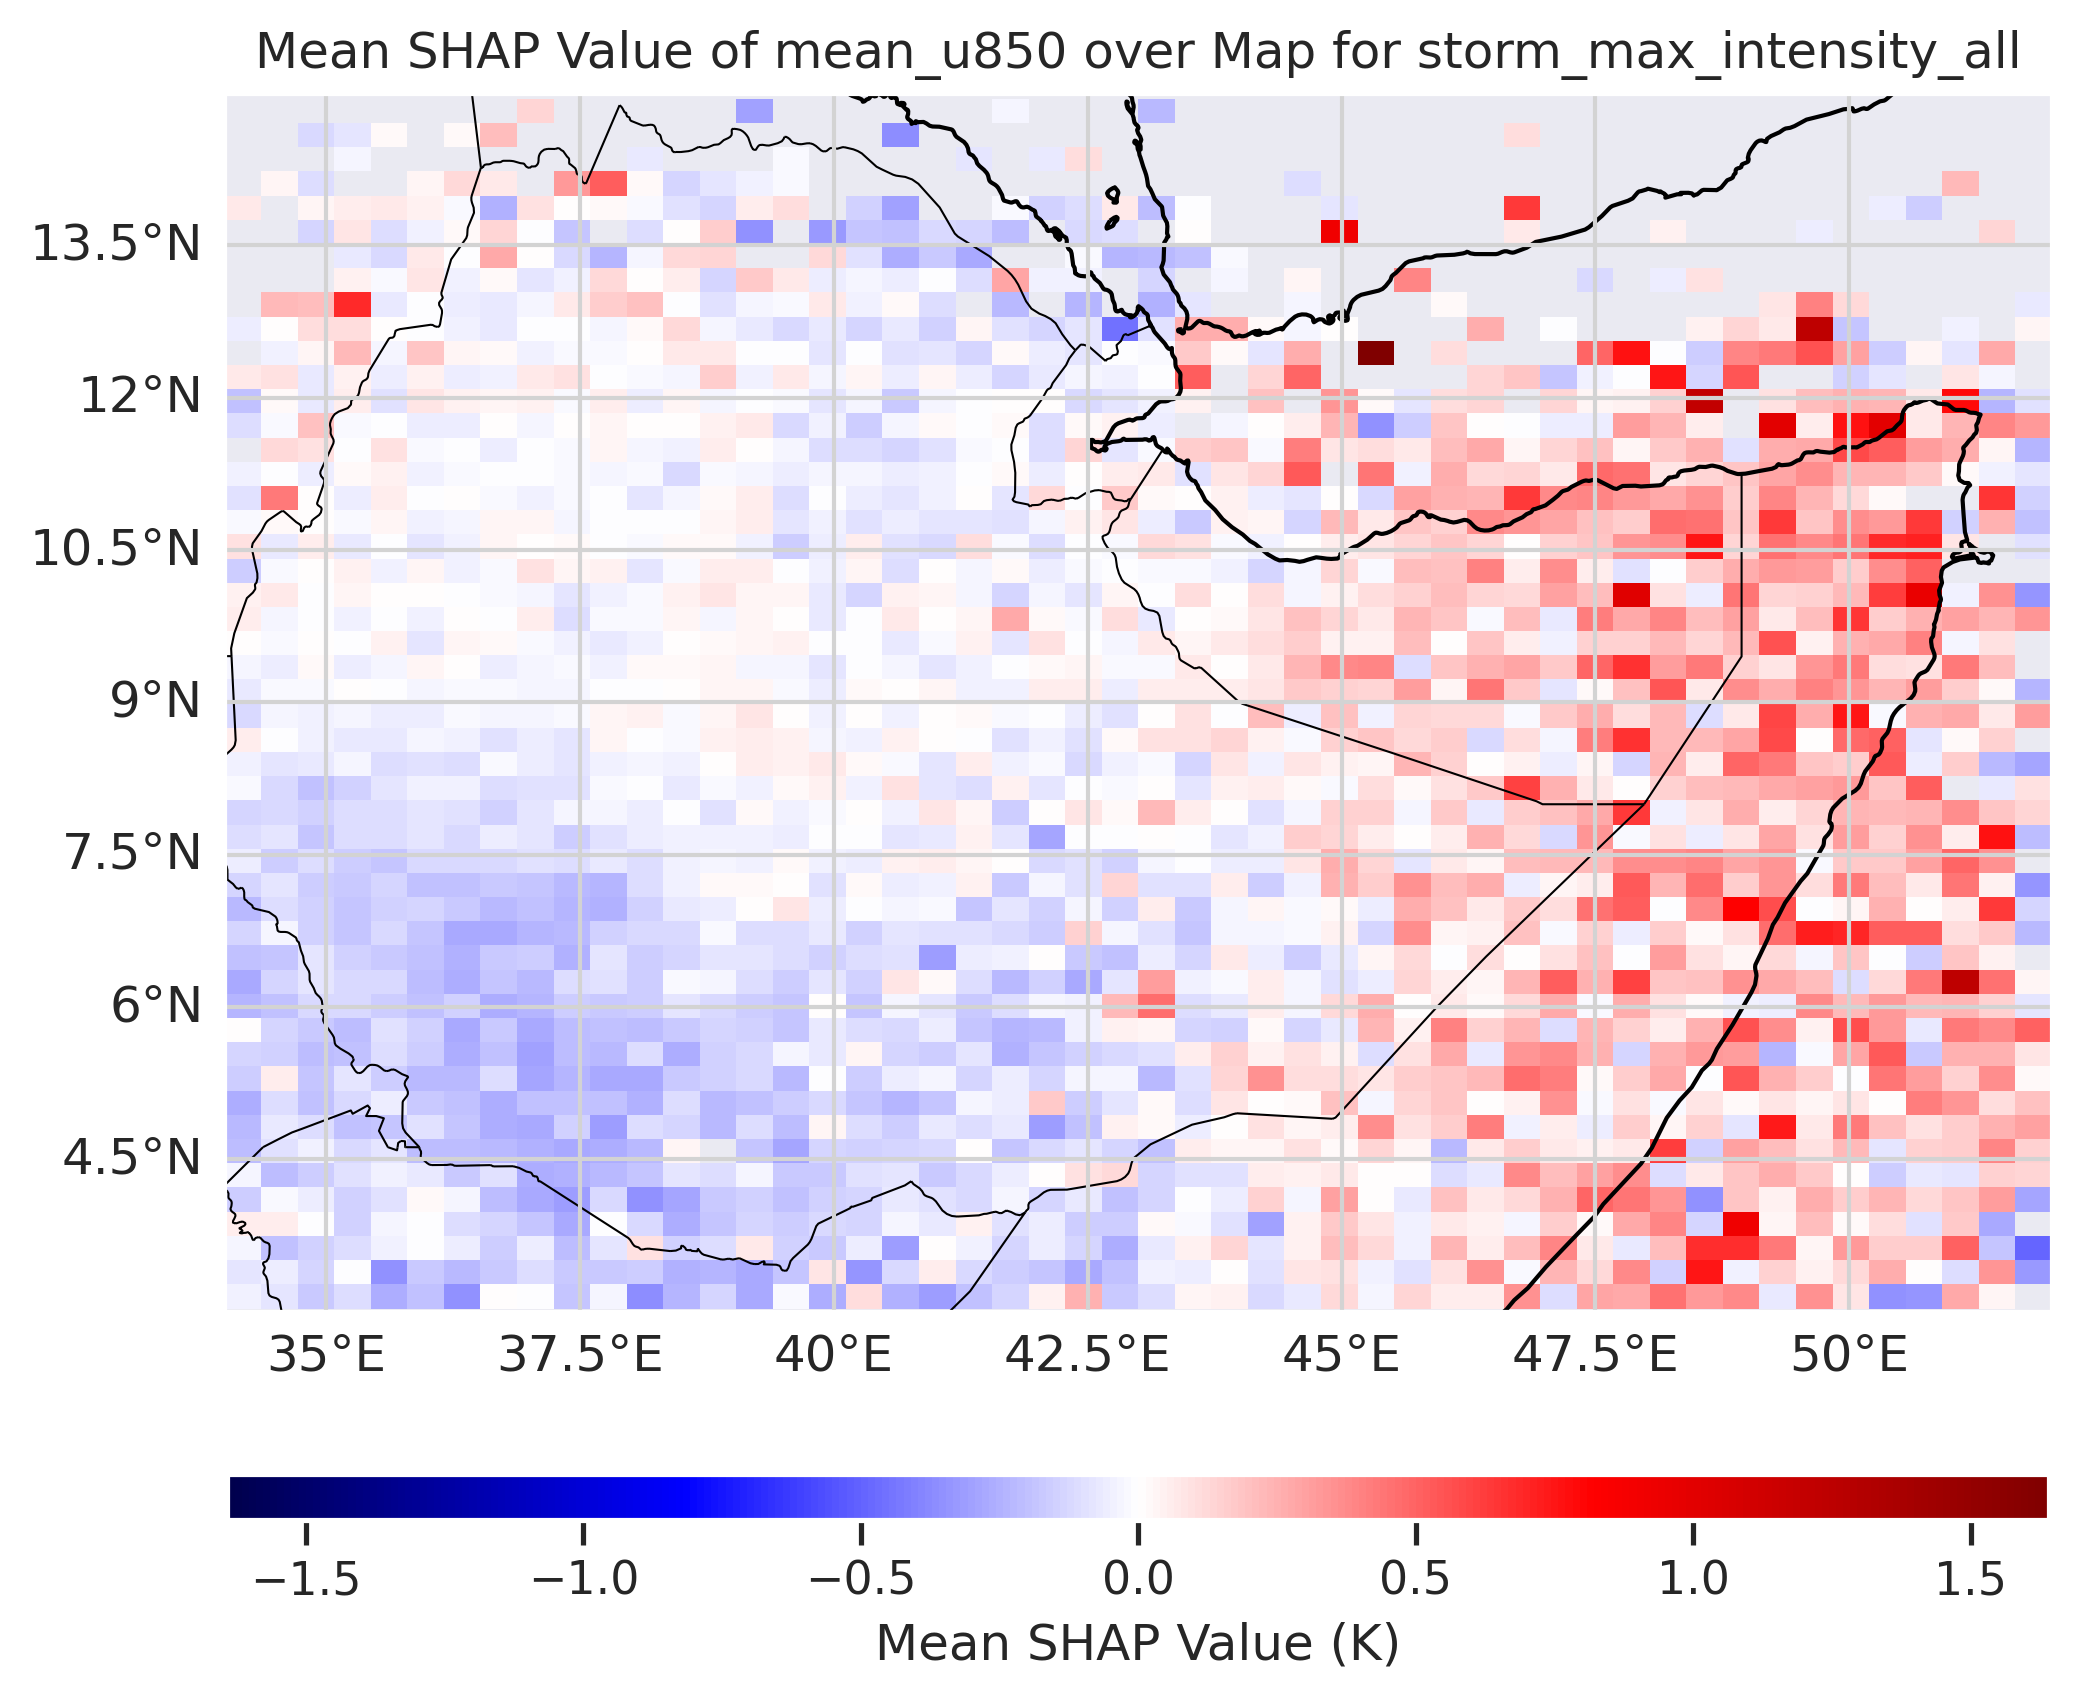 Mean SHAP Value of mean_u850 over Map for storm_max_intensity_all
13.5°N
12°N
10.5°N
9°N
7.5°N
6°N
4.5°N
35°E 37.5°E 40°E 42.5°E 45°E 47.5°E 50°E
−1.5 −1.0 −0.5 0.0 0.5 1.0 1.5
Mean SHAP Value (K)